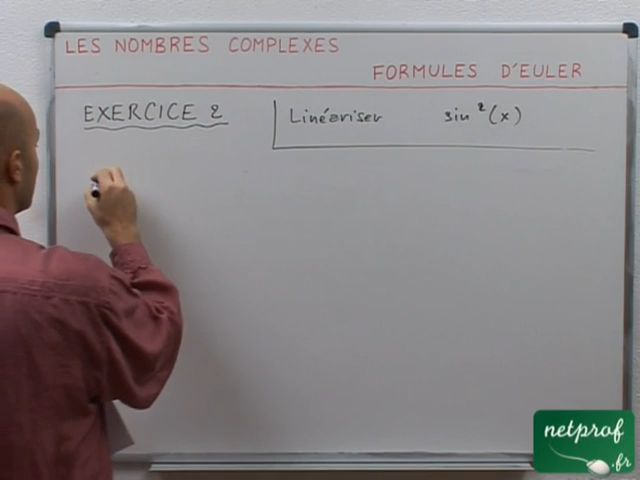 LES NOMBRES COMPLEXES
FORMULES D'EULER
EXERCICE 2
Linéariser sin²(x)
netprof
.fr